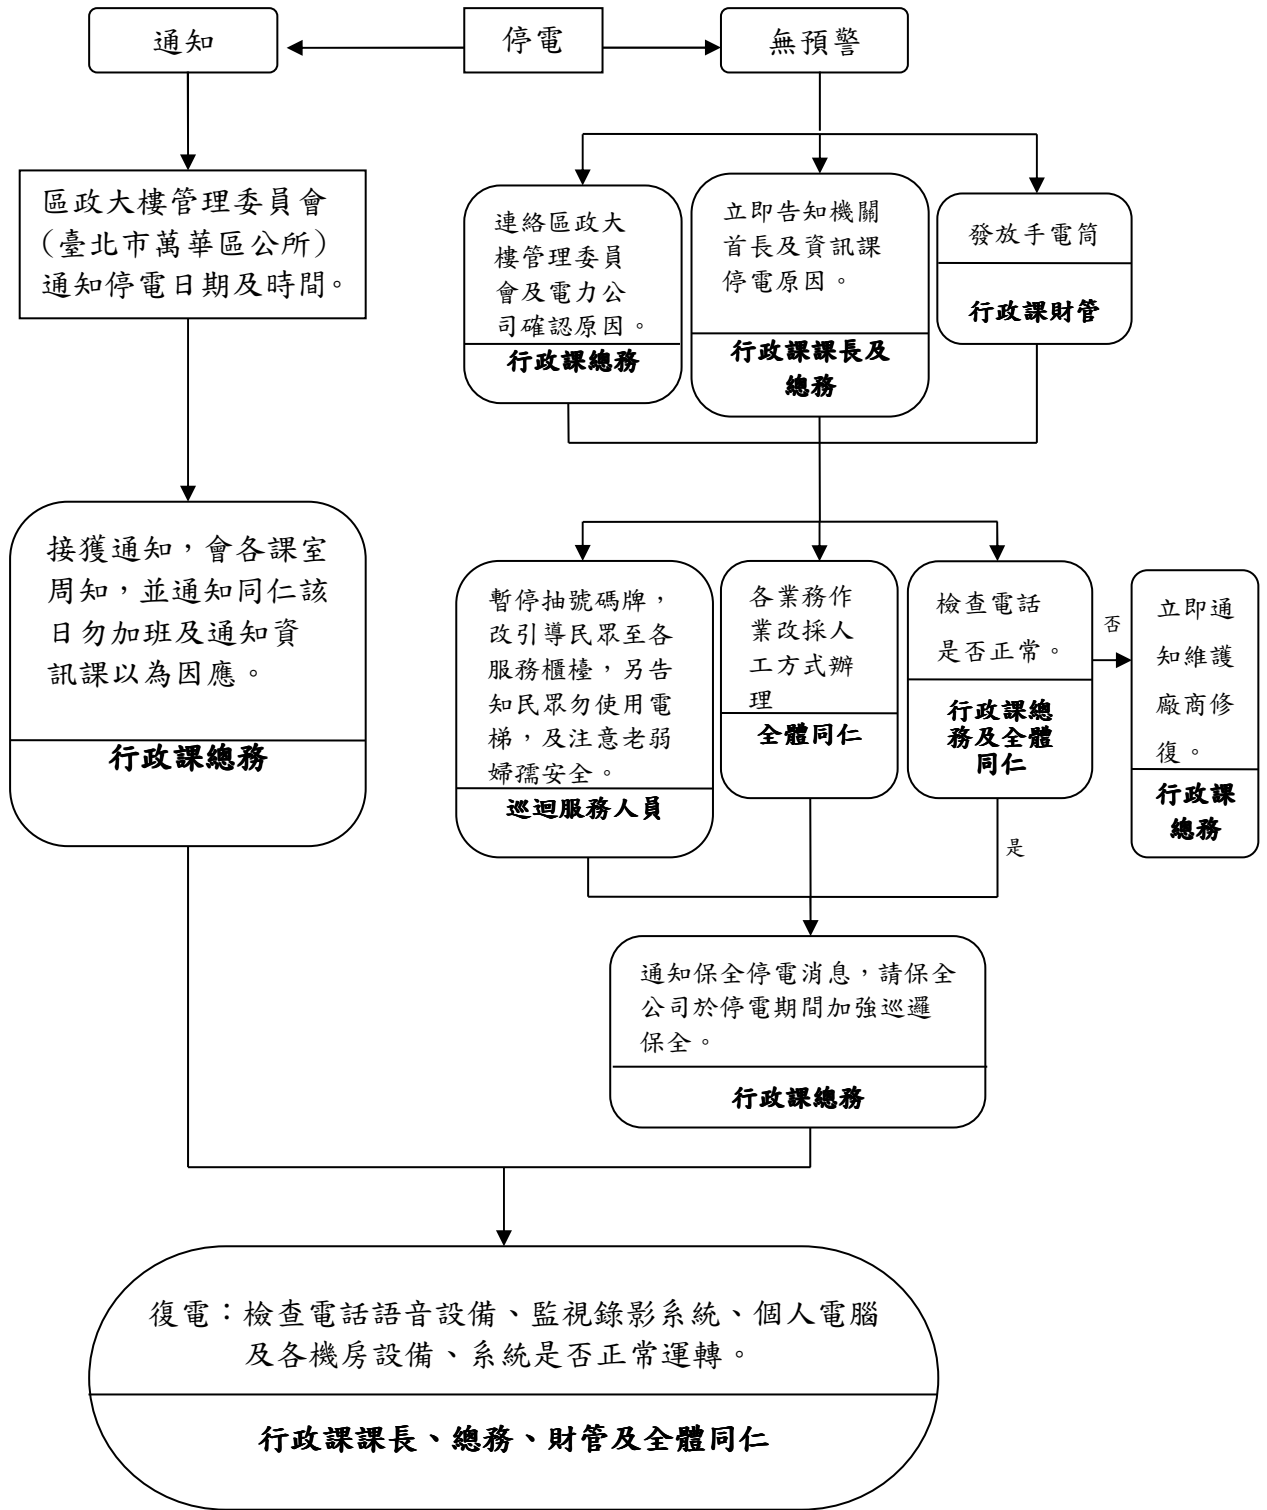 通知
停電
無預警
區政大樓管理委員會
(臺北市萬華區公所)
通知停電日期及時間。
接獲通知,會各課室
周知,並通知同仁該
日勿加班及通知資
訊課以為因應。
行政課總務
連絡區政大
樓管理委員
會及電力公
司確認原因。
行政課總務
立即告知機關
首長及資訊課
停電原因。
行政課課長及
總務
發放手電筒
行政課財管
暫停抽號碼牌,
改引導民眾至各
服務櫃檯,另告
知民眾勿使用電
梯,及注意老弱
婦孺安全。
巡迴服務人員
各業務作
業改採人
工方式辦
理
全體同仁
檢查電話
是否正常。
行政課總
務及全體
同仁
否
立即通
知維護
廠商修
復。
行政課
總務
是
通知保全停電消息,請保全
公司於停電期間加強巡邏
保全。
行政課總務
復電:檢查電話語音設備、監視錄影系統、個人電腦
及各機房設備、系統是否正常運轉。
行政課課長、總務、財管及全體同仁